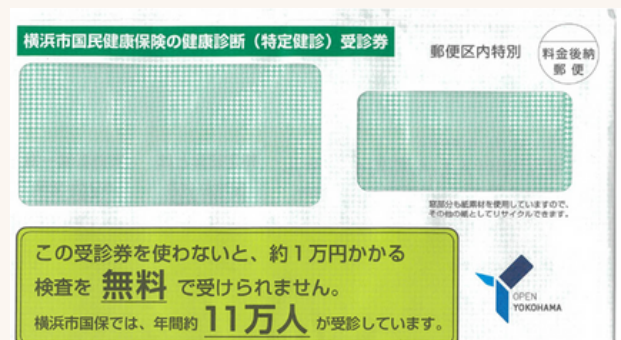 横浜市国民健康保険の健康診断（特定健診）受診券
郵便区内特別
料金後納
郵便
窓部分も紙素材を使用していますので、
その他の紙としてリサイクルできます。
この受診券を使わないと、約1万円かかる
検査を 無料 で受けられません。
横浜市国保では、年間約 11万人 が受診しています。
OPEN
YOKOHAMA